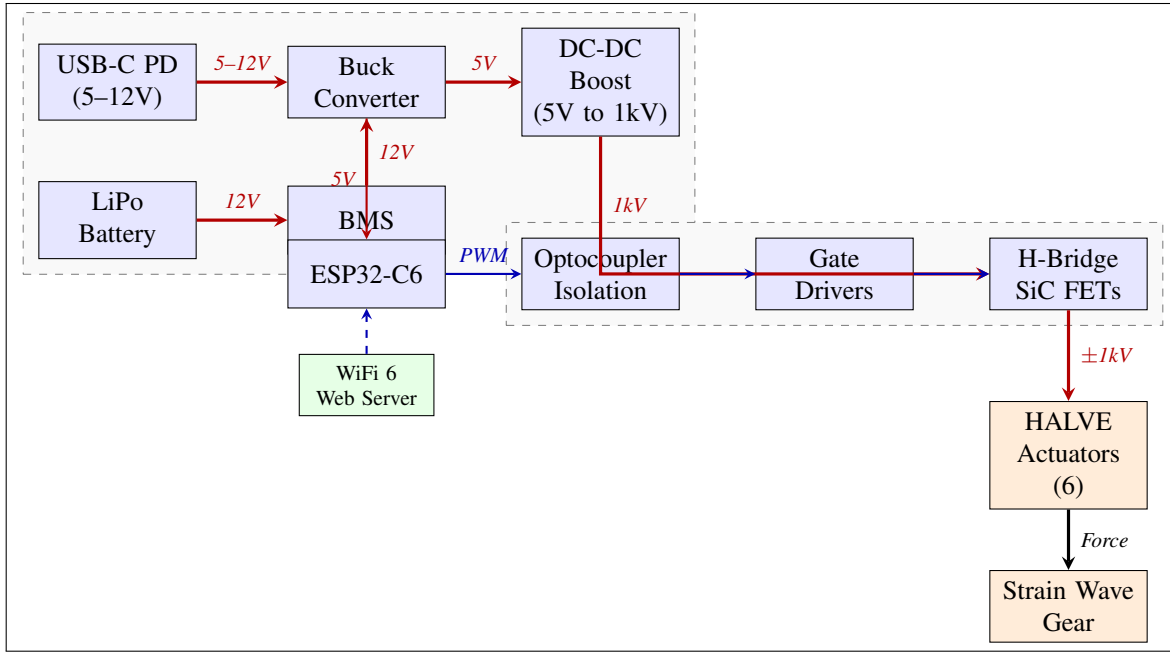 USB-C PD
(5–12V)
5–12V
Buck
Converter
5V
DC-DC
Boost
(5V to 1kV)
12V
5V
LiPo
Battery
12V
BMS
1kV
ESP32-C6
PWM
Optocoupler
Isolation
Gate
Drivers
H-Bridge
SiC FETs
WiFi 6
Web Server
±1kV
HALVE
Actuators
(6)
Force
Strain Wave
Gear